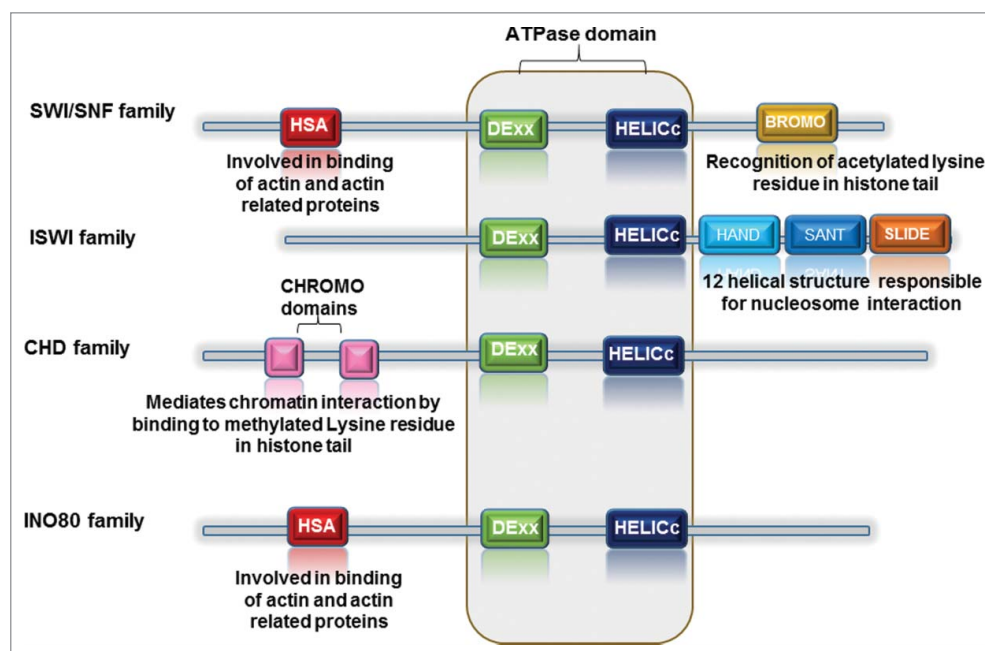 ATPase domain
SWI/SNF family
HSA
DExx
HELICc
BROMO
Involved in binding
of actin and actin
related proteins
Recognition of acetylated lysine
residue in histone tail
ISWI family
DExx
HELICc
HAND
SANT
SLIDE
12 helical structure responsible
for nucleosome interaction
CHROMO
domains
CHD family
DExx
HELICc
Mediates chromatin interaction by
binding to methylated Lysine residue
in histone tail
INO80 family
HSA
DExx
HELICc
Involved in binding
of actin and actin
related proteins